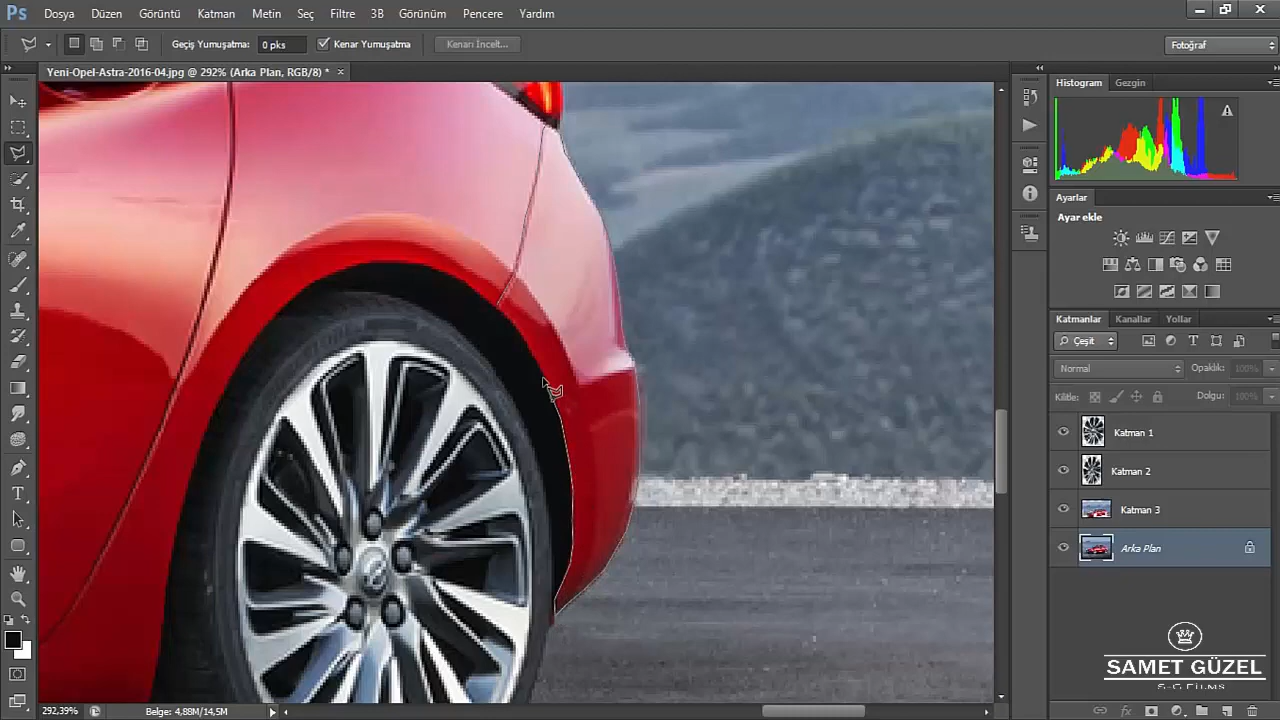 Ps Dosya Düzen Görüntü Katman Metin Seç Filtre 3B Görünüm Pencere Yardım
Geçiş Yumuşatma: 0 pks Kenar Yumuşatma Kenarı İncelt... Fotoğraf
Yeni-Opel-Astra-2016-04.jpg @ 292% (Arka Plan, RGB/8) * ×
Histogram Gezgin
Ayarlar
Ayar ekle
Katmanlar Kanallar Yollar
Çeşit
Normal Opaklık: 100%
Kilitle: Dolgu: 100%
Katman 1
Katman 2
Katman 3
Arka Plan
SAMET GÜZEL
S-G Films
292,39% Belge: 4,88M/14,5M